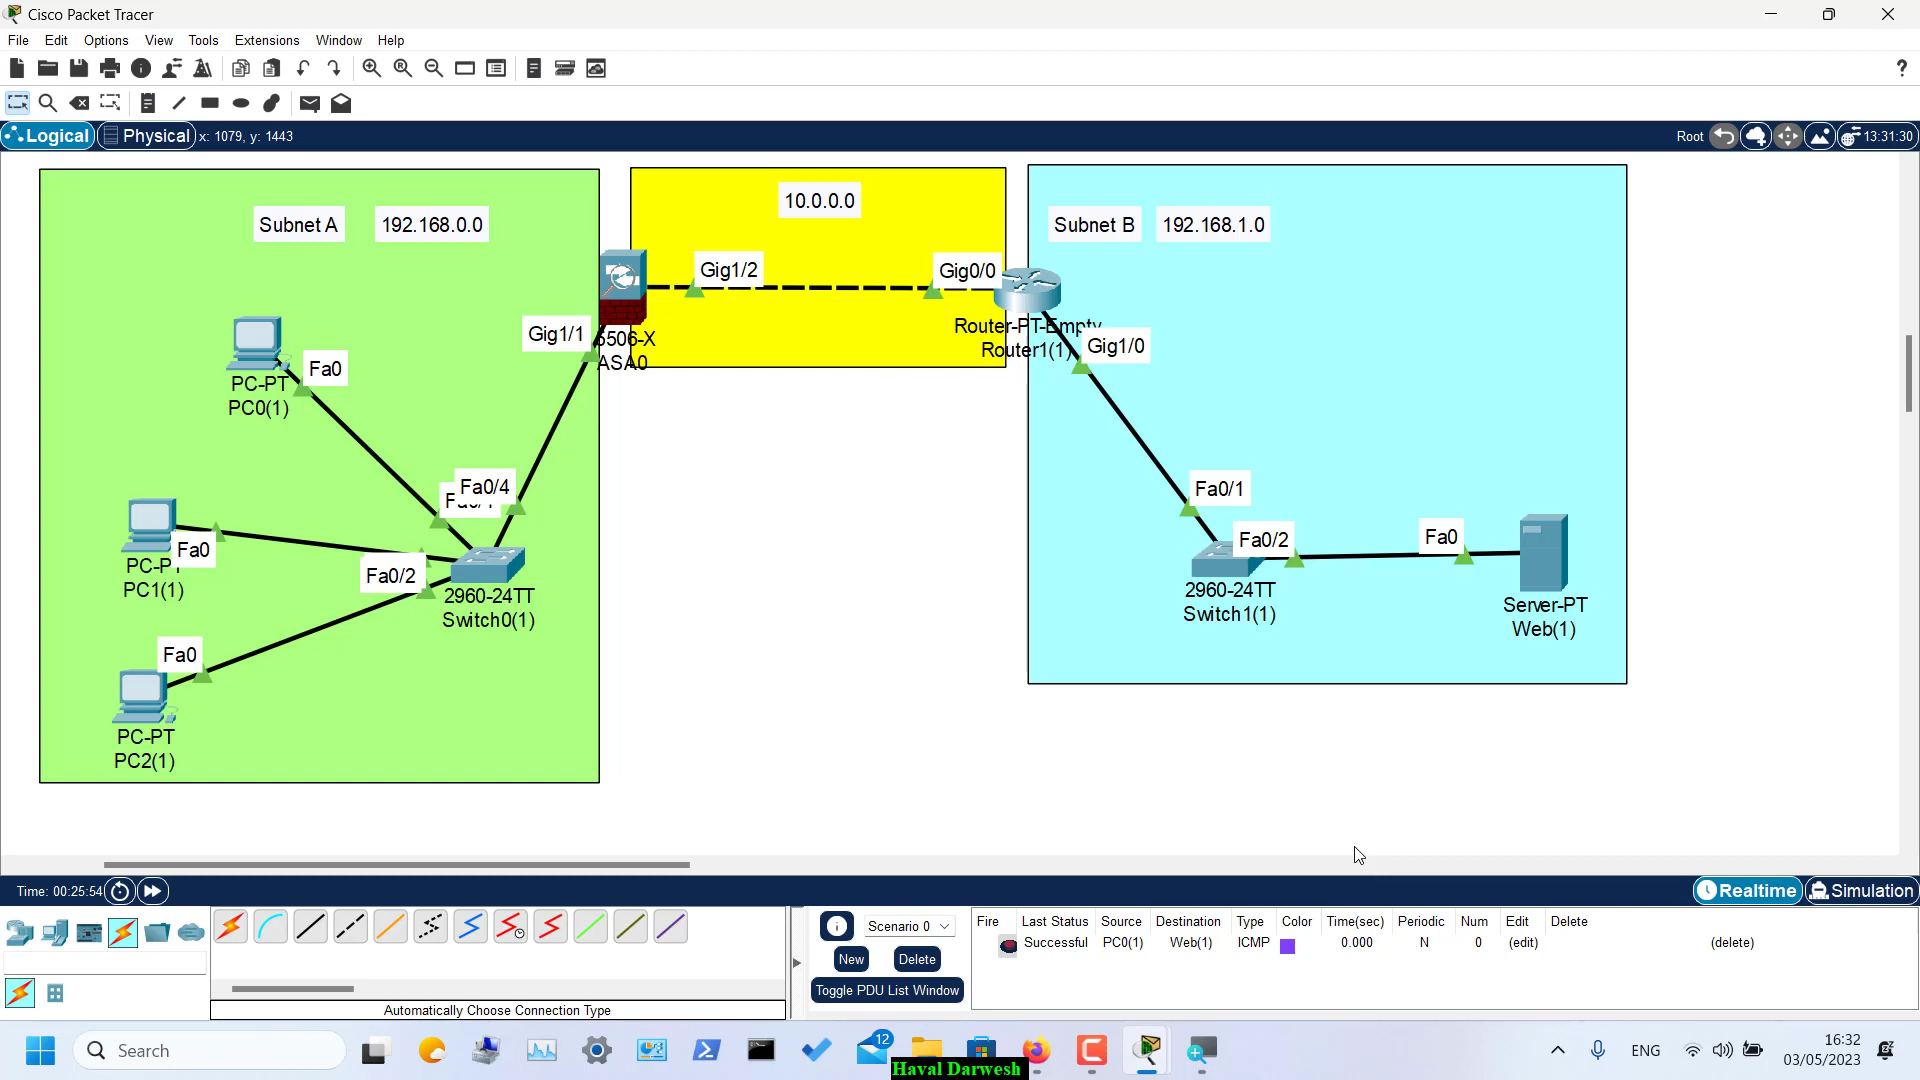 Cisco Packet Tracer
File Edit Options View Tools Extensions Window Help
Logical Physical x: 1079, y: 1443 Root 13:31:30
Subnet A 192.168.0.0
10.0.0.0
Subnet B 192.168.1.0
Gig1/2
Gig0/0
Gig1/1
5506-X
ASA0
Router-PT-Empty
Router1(1)
Gig1/0
Fa0
PC-PT
PC0(1)
Fa0/4
Fa0/1
Fa0
PC1(1)
Fa0/2
2960-24TT
Switch0(1)
Fa0
PC-PT
PC2(1)
Fa0/2
Fa0
2960-24TT
Switch1(1)
Server-PT
Web(1)
Time: 00:25:54 Realtime Simulation
Scenario 0
New Delete
Toggle PDU List Window
Fire Last Status Source Destination Type Color Time(sec) Periodic Num Edit Delete
Successful PC0(1) Web(1) ICMP 0.000 N 0 (edit) (delete)
Automatically Choose Connection Type
Search
12
ENG
16:32
03/05/2023
Haval Darwesh